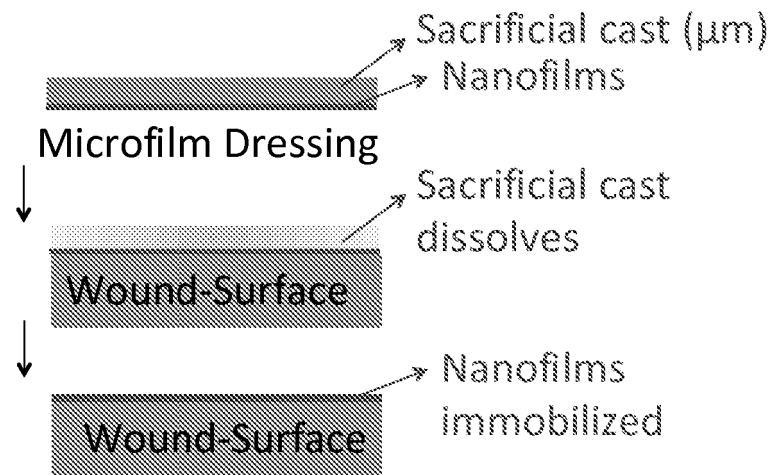 Sacrificial cast (μm)
Nanofilms
Microfilm Dressing
Sacrificial cast
dissolves
Wound-Surface
Nanofilms
immobilized
Wound-Surface